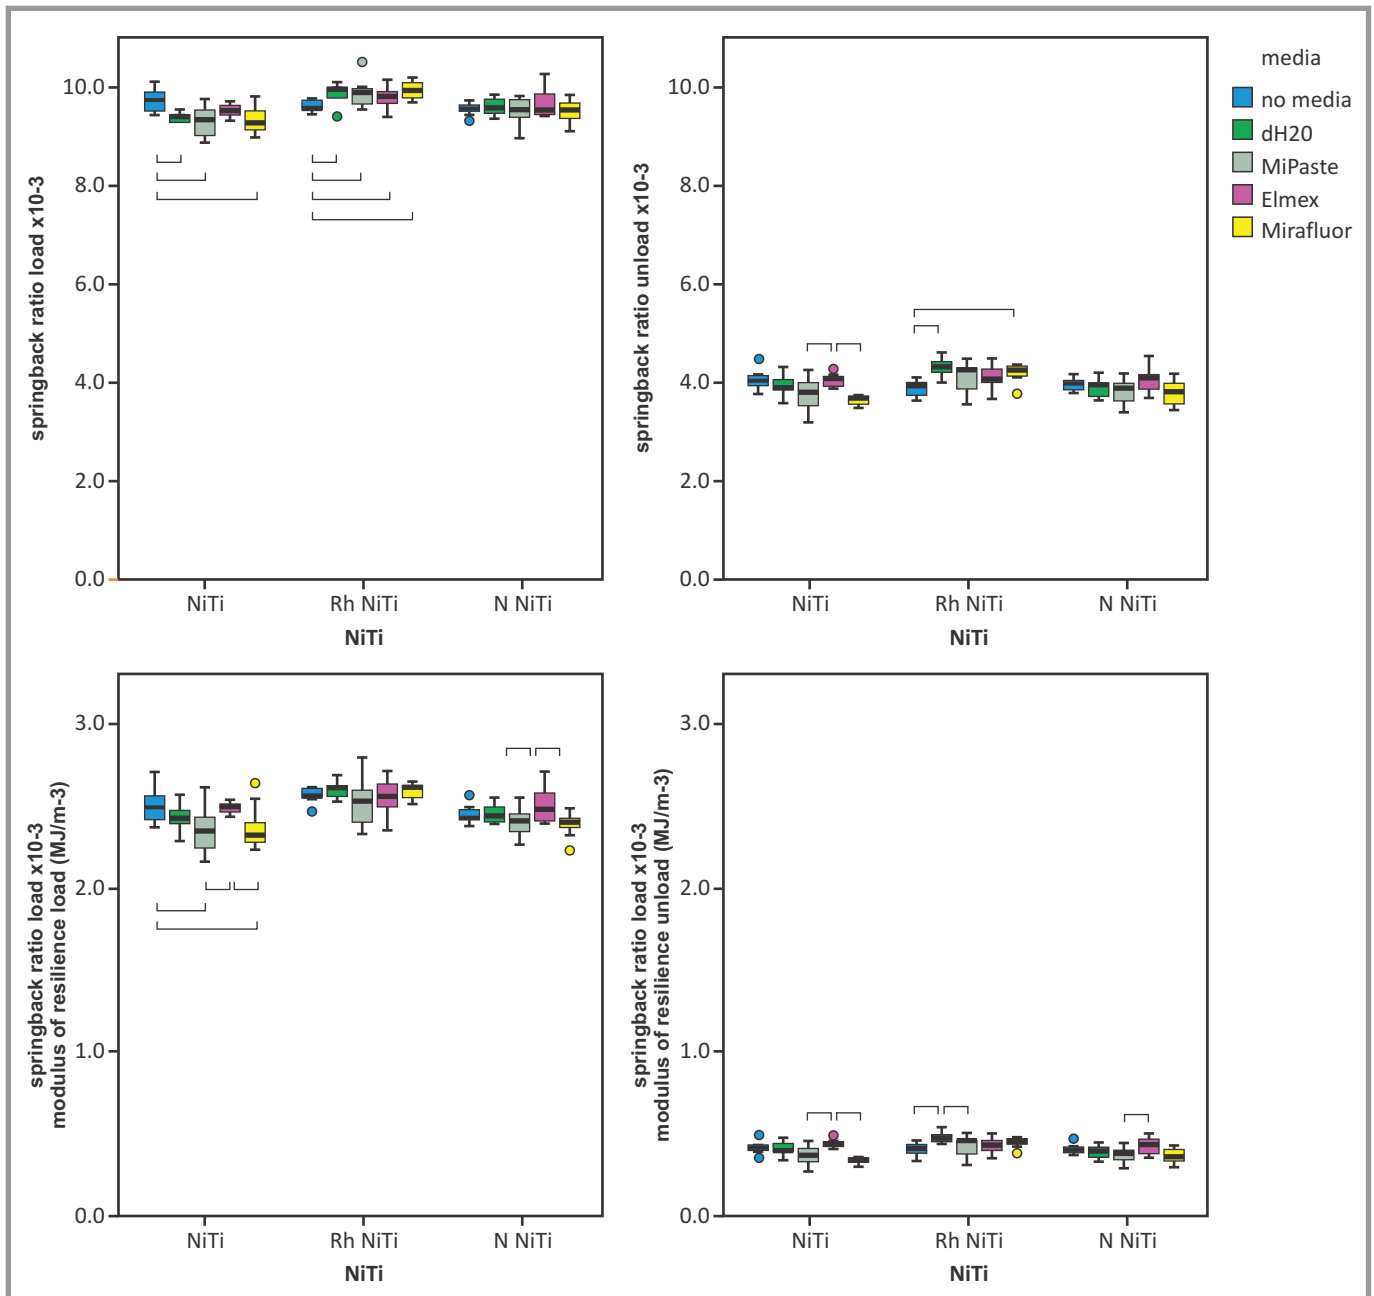 springback ratio load x10-3
10.0
8.0
6.0
4.0
2.0
0.0
NiTi
Rh NiTi
N NiTi
NiTi
springback ratio unload x10-3
10.0
8.0
6.0
4.0
2.0
0.0
NiTi
Rh NiTi
N NiTi
NiTi
media
no media
dH20
MiPaste
Elmex
Mirafluor
springback ratio load x10-3
modulus of resilience load (MJ/m-3)
3.0
2.0
1.0
0.0
NiTi
Rh NiTi
N NiTi
NiTi
springback ratio load x10-3
modulus of resilience unload (MJ/m-3)
3.0
2.0
1.0
0.0
NiTi
Rh NiTi
N NiTi
NiTi